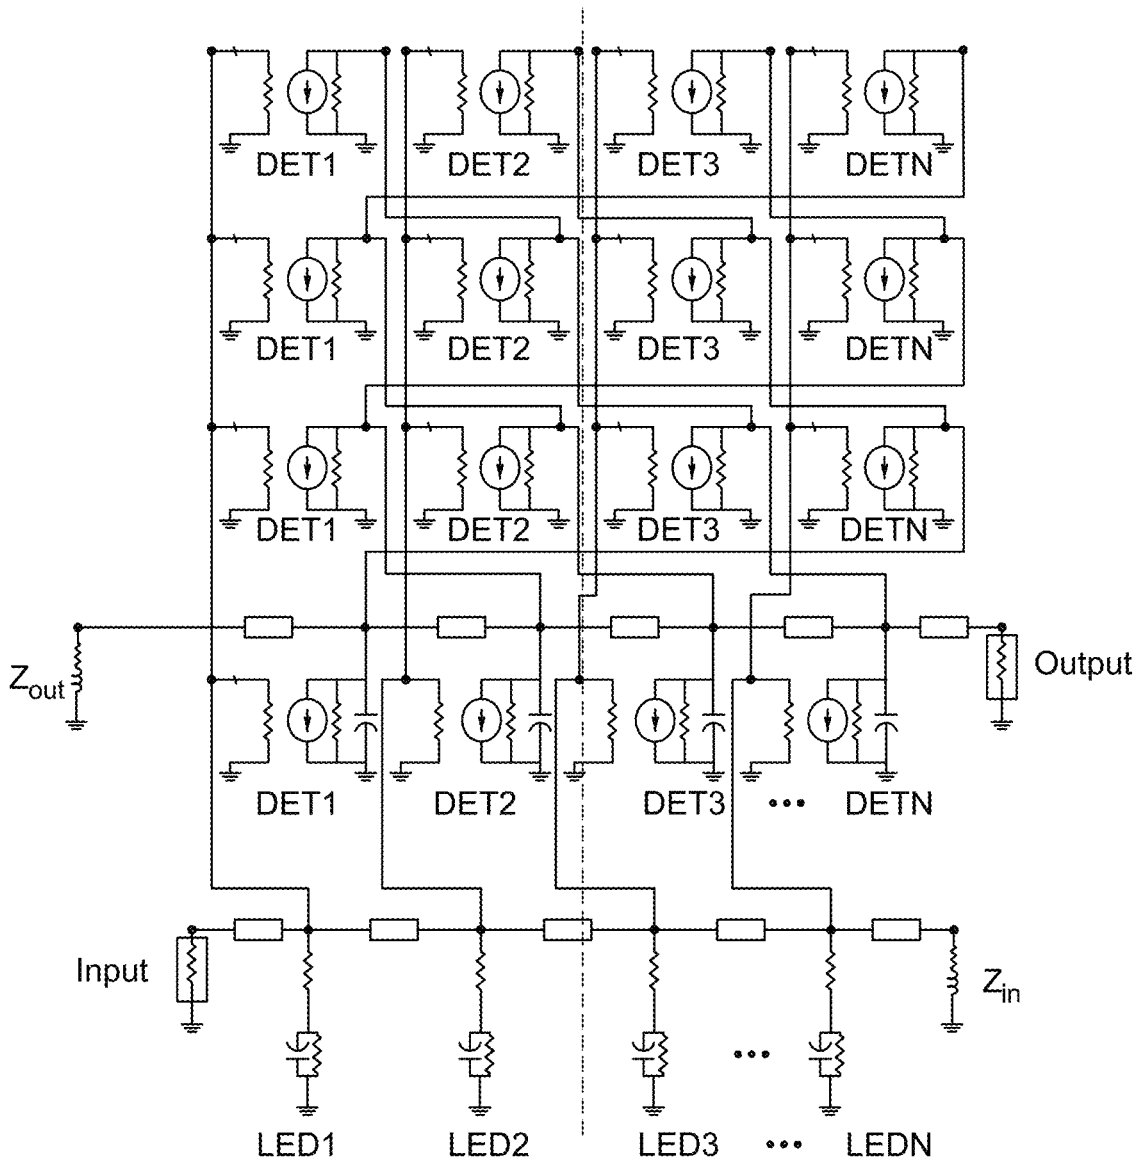 DET1 DET2 DET3 DETN
DET1 DET2 DET3 DETN
DET1 DET2 DET3 DETN
Zout Output
DET1 DET2 DET3 ••• DETN
Input Zin
•••
LED1 LED2 LED3 ••• LEDN